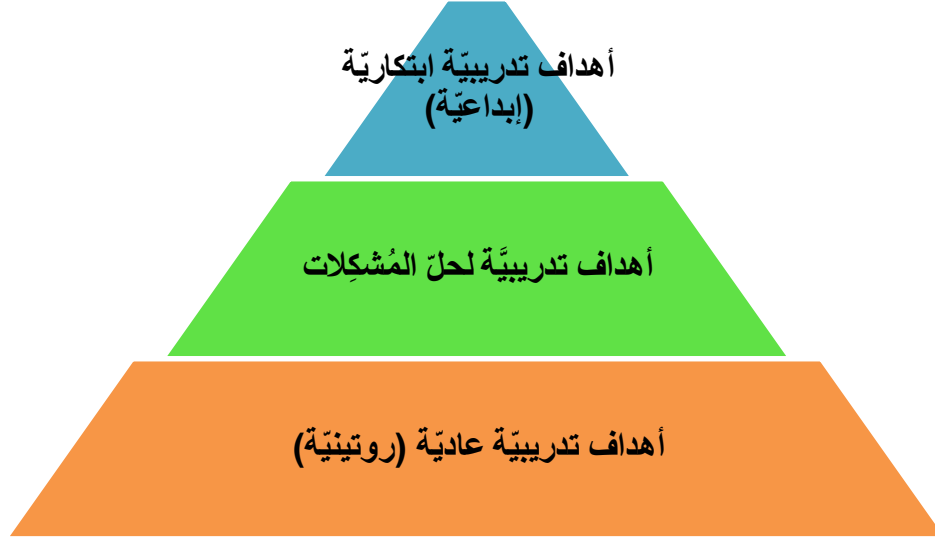 أهداف تدريبيّة ابتكاريّة
(إبداعيّة)
أهداف تدريبيَّة لحلّ المُشكِلات
أهداف تدريبيّة عاديّة (روتينيّة)